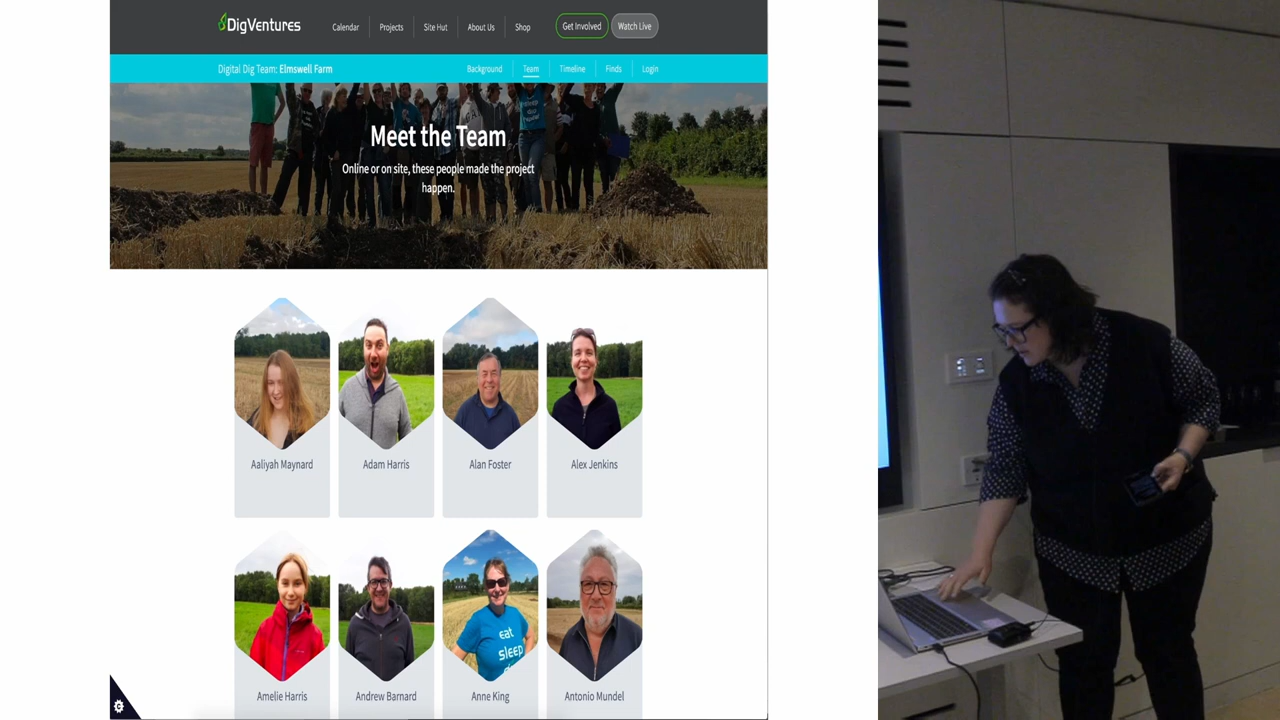 DigVentures
Calendar
Projects
Site Hut
About Us
Shop
Get Involved
Watch Live
Digital Dig Team: Elmswell Farm
Background
Team
Timeline
Finds
Login
Meet the Team
Online or on site, these people made the project
happen.
Aaliyah Maynard
Adam Harris
Alan Foster
Alex Jenkins
eat
sleep
Amelie Harris
Andrew Barnard
Anne King
Antonio Mundel